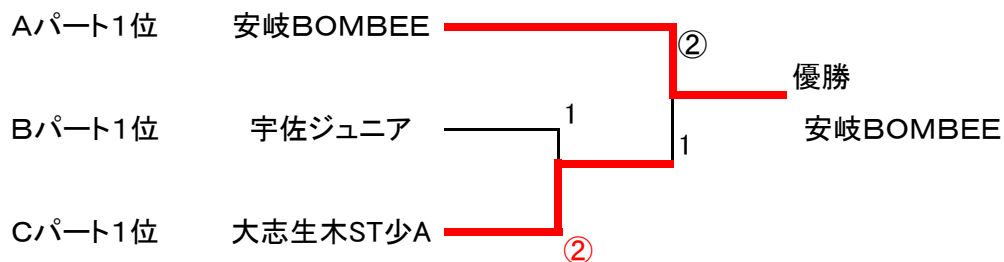 Aパート1位 安岐BOMBEE
②
優勝
Bパート1位 宇佐ジュニア 1
1 安岐BOMBEE
Cパート1位 大志生木ST少A
②